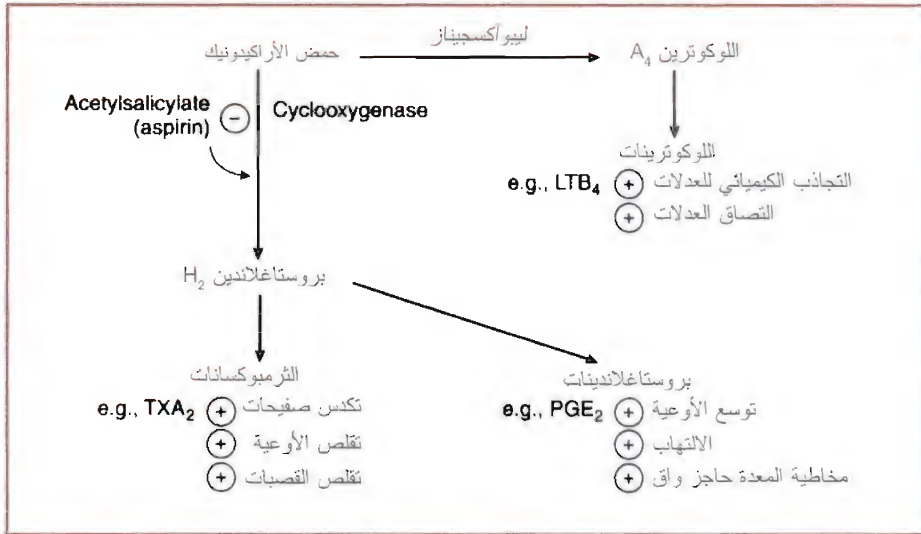 ليبوأكسجيناز
حمض الأراكيدونيك
اللوكوترين A₄
Acetylsalicylate
(aspirin)
−
Cyclooxygenase
اللوكوترينات
e.g., LTB₄ + التجاذب الكيميائي للعدلات
+ التصاق العدلات
بروستاغلاندين H₂
الثرمبوكسانات
e.g., TXA₂ + تكدس صفيحات
+ تقلص الأوعية
+ تقلص القصبات
بروستاغلاندينات
e.g., PGE₂ + توسع الأوعية
+ الالتهاب
+ مخاطية المعدة حاجز واق